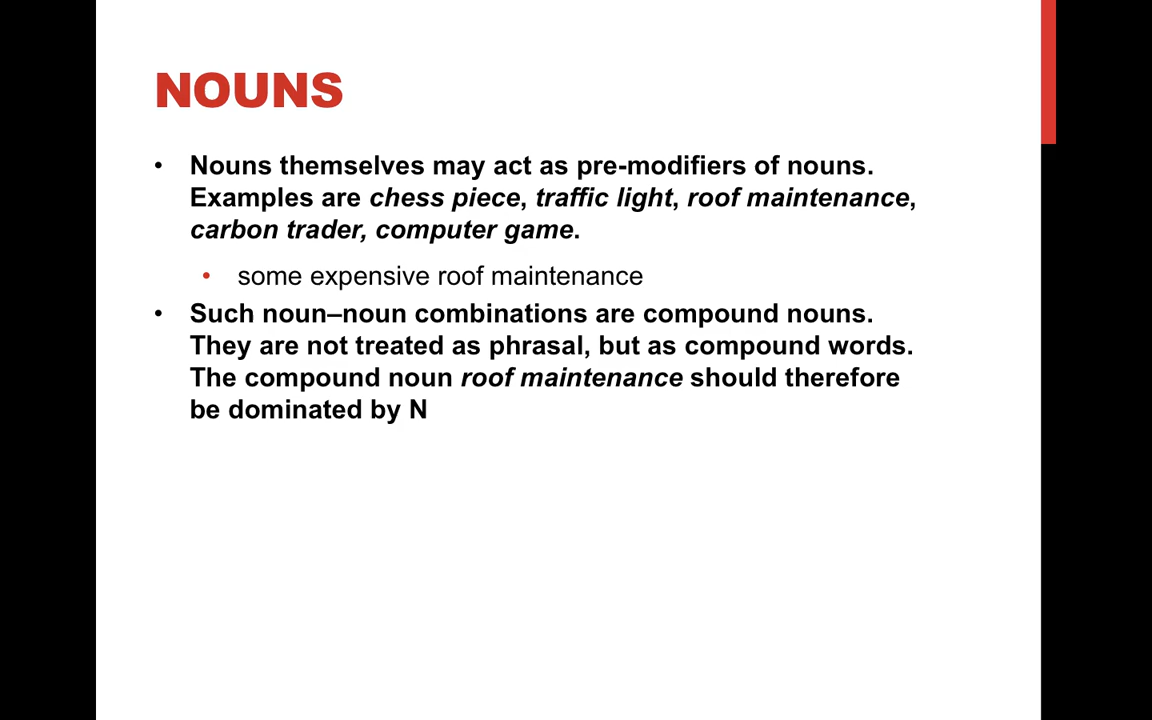 NOUNS
• Nouns themselves may act as pre-modifiers of nouns.
Examples are chess piece, traffic light, roof maintenance,
carbon trader, computer game.
• some expensive roof maintenance
• Such noun–noun combinations are compound nouns.
They are not treated as phrasal, but as compound words.
The compound noun roof maintenance should therefore
be dominated by N